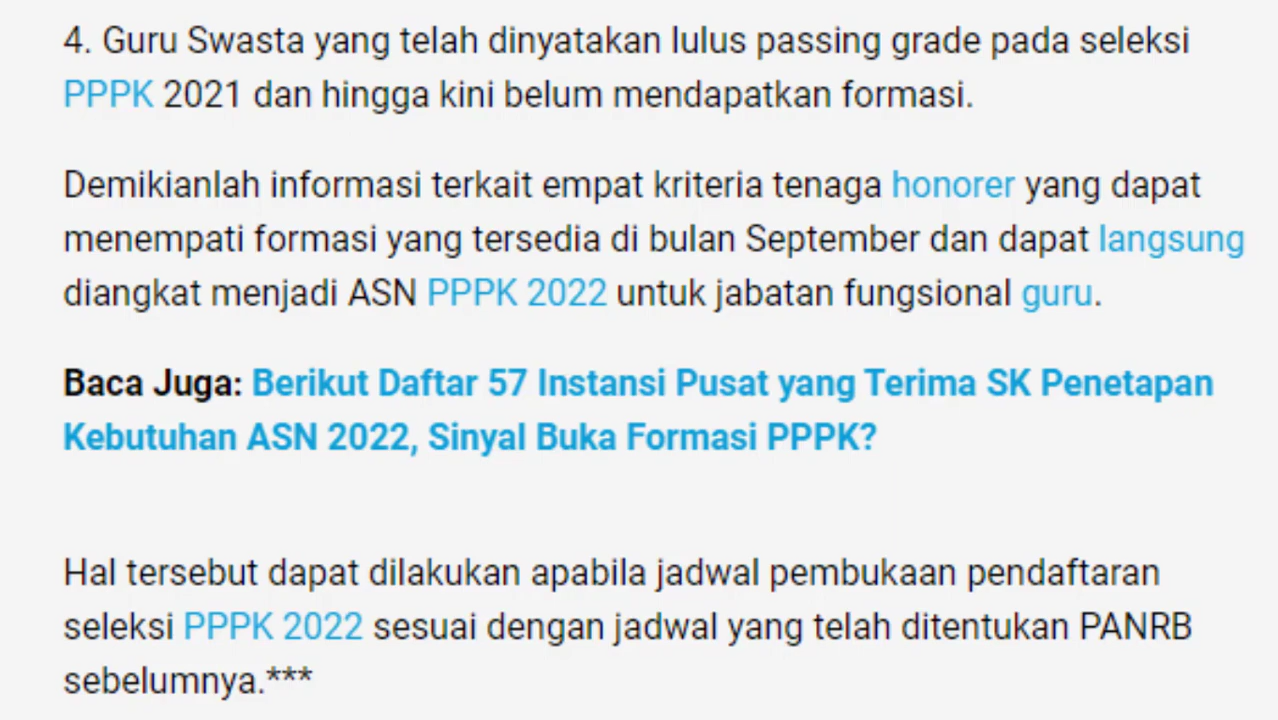 4. Guru Swasta yang telah dinyatakan lulus passing grade pada seleksi
PPPK 2021 dan hingga kini belum mendapatkan formasi.
Demikianlah informasi terkait empat kriteria tenaga honorer yang dapat
menempati formasi yang tersedia di bulan September dan dapat langsung
diangkat menjadi ASN PPPK 2022 untuk jabatan fungsional guru.
Baca Juga: Berikut Daftar 57 Instansi Pusat yang Terima SK Penetapan
Kebutuhan ASN 2022, Sinyal Buka Formasi PPPK?
Hal tersebut dapat dilakukan apabila jadwal pembukaan pendaftaran
seleksi PPPK 2022 sesuai dengan jadwal yang telah ditentukan PANRB
sebelumnya.***